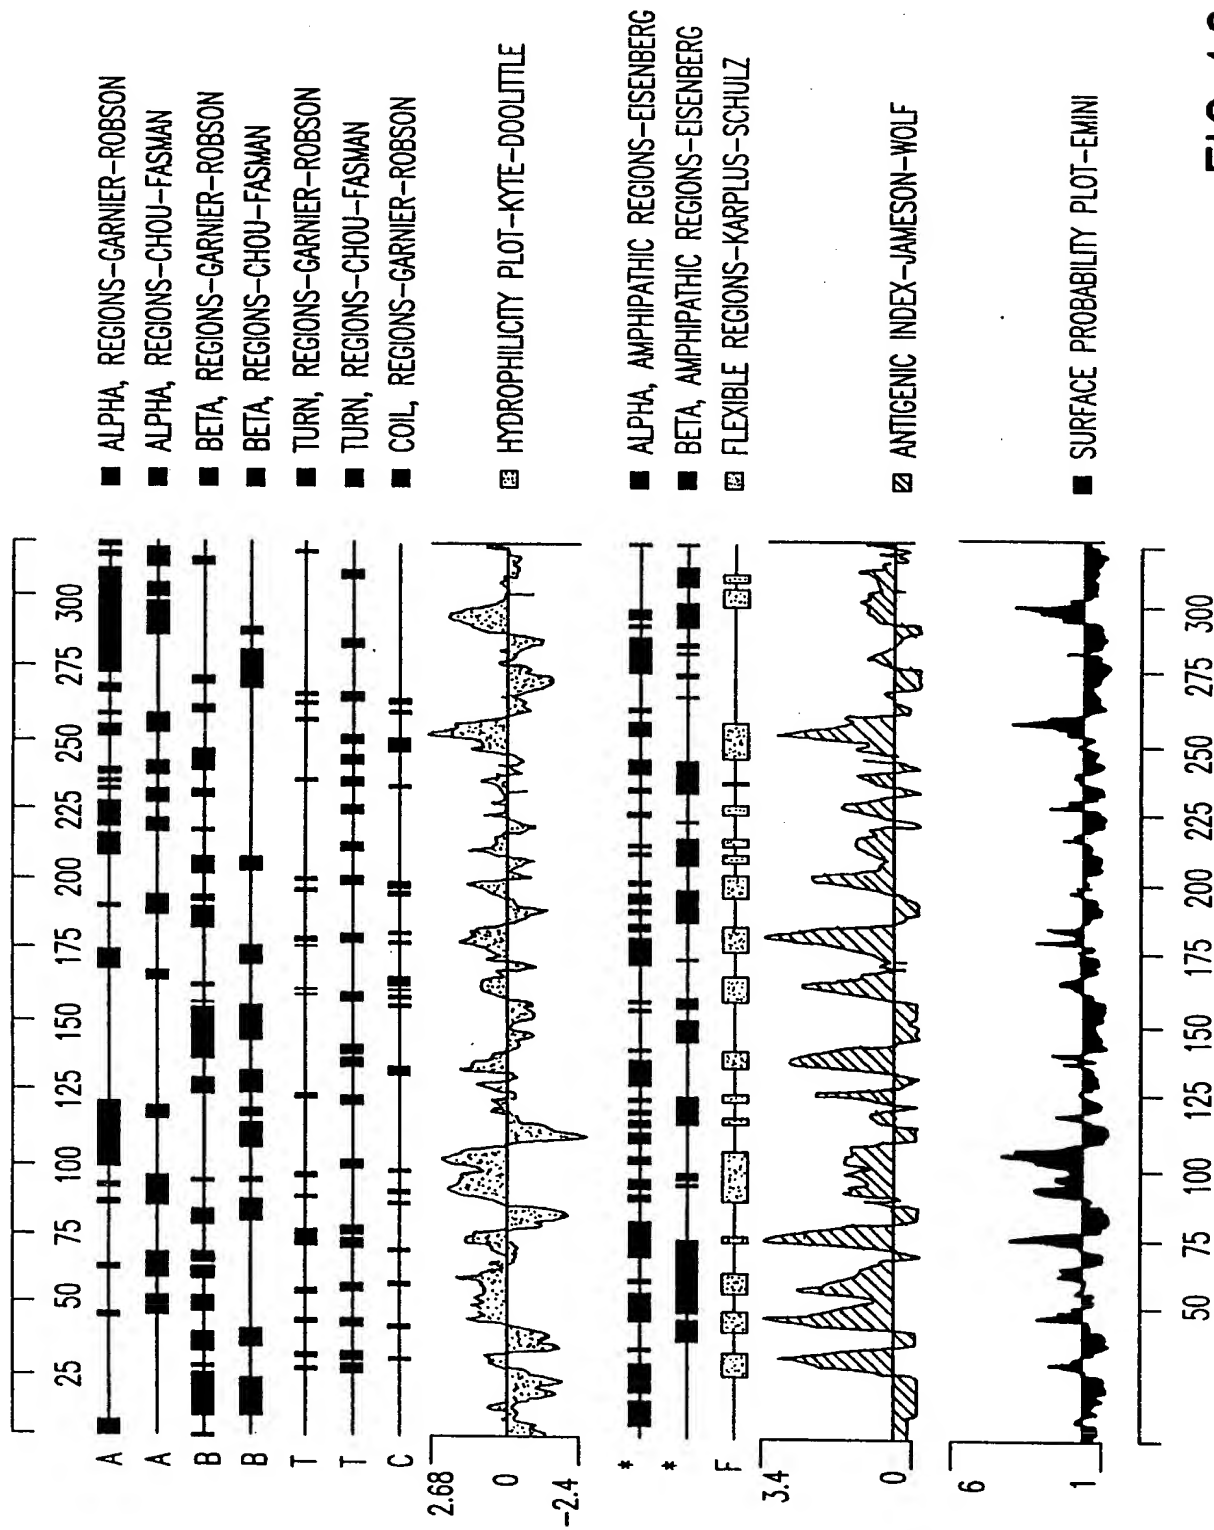 25 50 75 100 125 150 175 200 225 250 275 300
A ALPHA, REGIONS-GARNIER-ROBSON
A ALPHA, REGIONS-CHOU-FASMAN
B BETA, REGIONS-GARNIER-ROBSON
B BETA, REGIONS-CHOU-FASMAN
T TURN, REGIONS-GARNIER-ROBSON
T TURN, REGIONS-CHOU-FASMAN
C COIL, REGIONS-GARNIER-ROBSON
2.68
0 HYDROPHILICITY PLOT-KYTE-DOOLITTLE
-2.4
* ALPHA, AMPHIPATHIC REGIONS-EISENBERG
* BETA, AMPHIPATHIC REGIONS-EISENBERG
F FLEXIBLE REGIONS-KARPLUS-SCHULZ
3.4
0 ANTIGENIC INDEX-JAMESON-WOLF
6
1 SURFACE PROBABILITY PLOT-EMINI
50 75 100 125 150 175 200 225 250 275 300